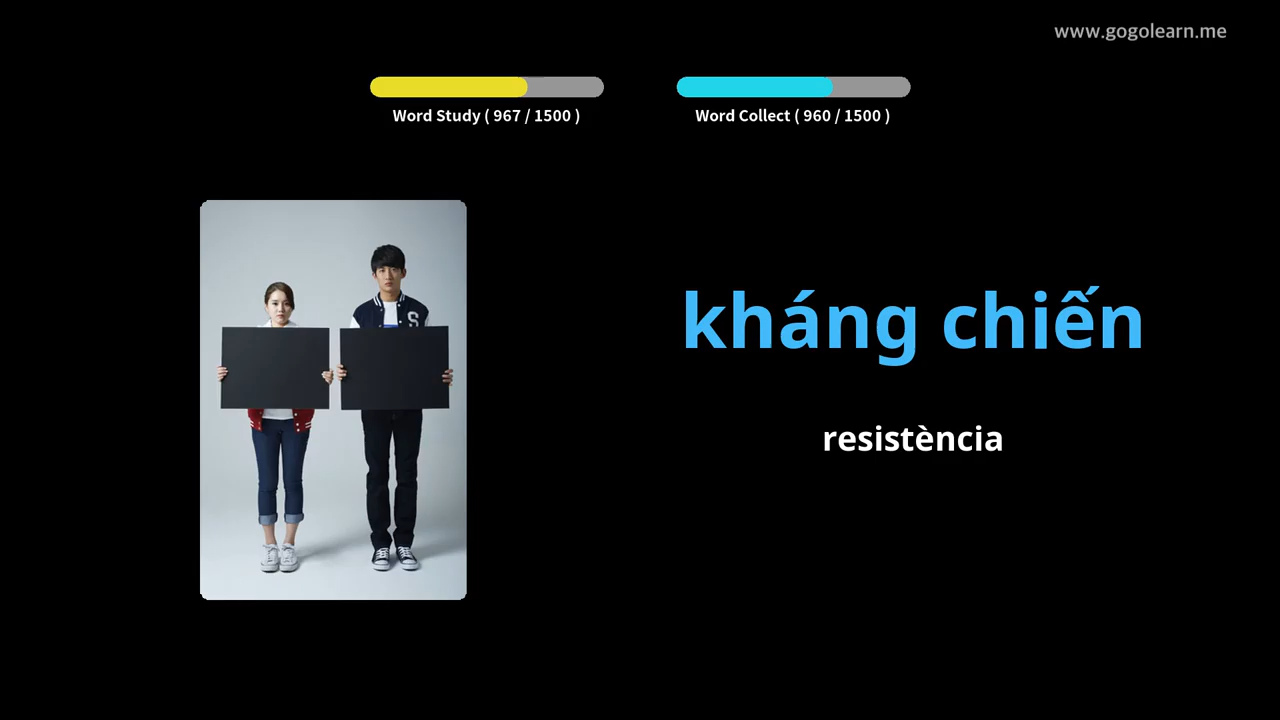 www.gogolearn.me
Word Study ( 967 / 1500 )
Word Collect ( 960 / 1500 )
S
kháng chiến
resistència